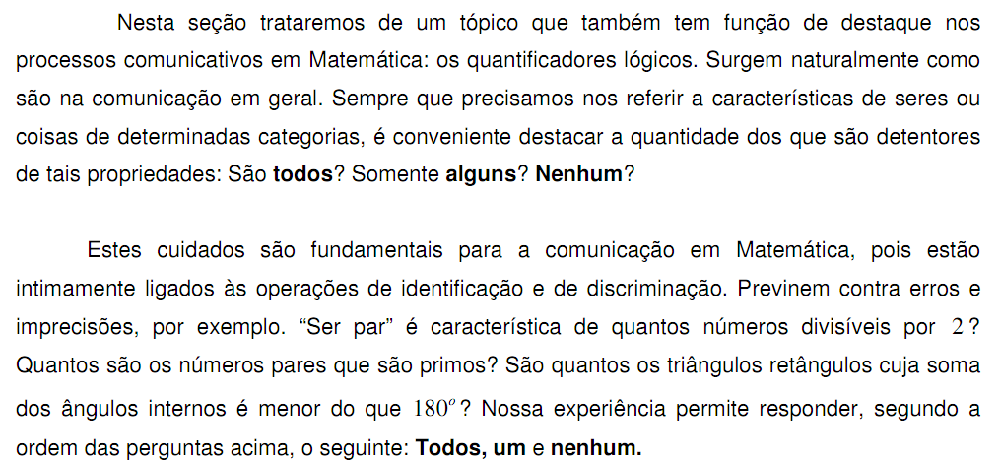 Nesta seção trataremos de um tópico que também tem função de destaque nos
processos comunicativos em Matemática: os quantificadores lógicos. Surgem naturalmente como
são na comunicação em geral. Sempre que precisamos nos referir a características de seres ou
coisas de determinadas categorias, é conveniente destacar a quantidade dos que são detentores
de tais propriedades: São todos? Somente alguns? Nenhum?
Estes cuidados são fundamentais para a comunicação em Matemática, pois estão
intimamente ligados às operações de identificação e de discriminação. Previnem contra erros e
imprecisões, por exemplo. “Ser par” é característica de quantos números divisíveis por 2?
Quantos são os números pares que são primos? São quantos os triângulos retângulos cuja soma
dos ângulos internos é menor do que 180º? Nossa experiência permite responder, segundo a
ordem das perguntas acima, o seguinte: Todos, um e nenhum.